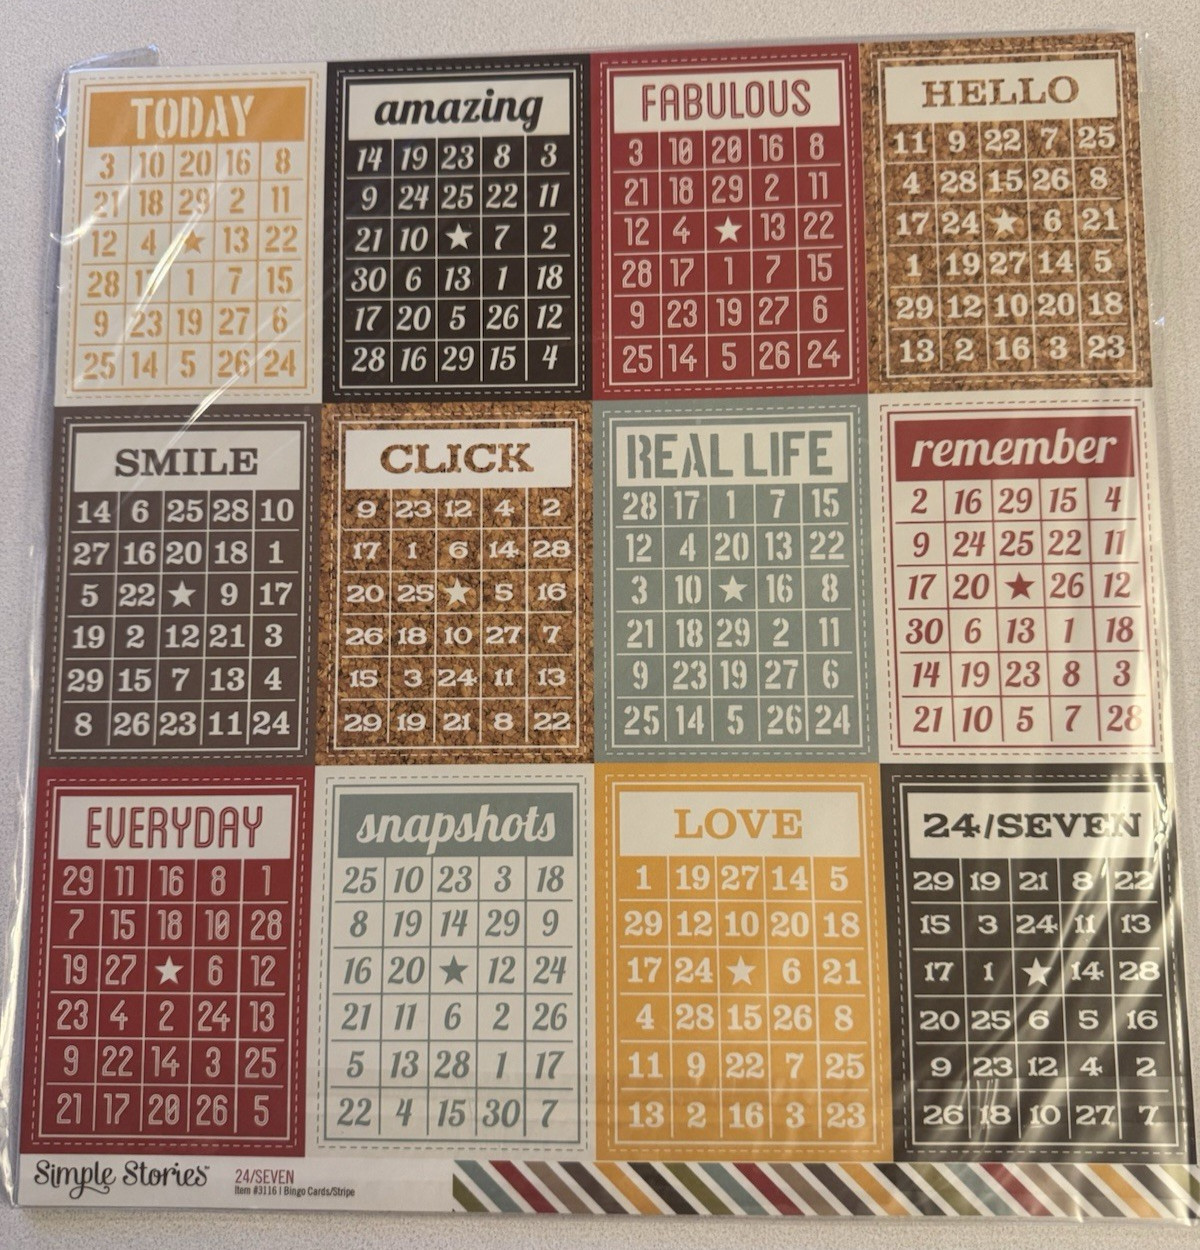 TODAY
3 10 20 16 8
21 18 29 2 11
12 4 ★ 13 22
28 17 1 7 15
9 23 19 27 6
25 14 5 26 24
amazing
14 19 23 8 3
9 24 25 22 11
21 10 ★ 7 2
30 6 13 1 18
17 20 5 26 12
28 16 29 15 4
FABULOUS
3 10 20 16 8
21 18 29 2 11
12 4 ★ 13 22
28 17 1 7 15
9 23 19 27 6
25 14 5 26 24
HELLO
11 9 22 7 25
4 28 15 26 8
17 24 ★ 6 21
1 19 27 14 5
29 12 10 20 18
13 2 16 3 23
SMILE
14 6 25 28 10
27 16 20 18 1
5 22 ★ 9 17
19 2 12 21 3
29 15 7 13 4
8 26 23 11 24
CLICK
9 23 12 4 2
17 1 6 14 28
20 25 ★ 5 16
26 18 10 27 7
15 3 24 11 13
29 19 21 8 22
REAL LIFE
28 17 1 7 15
12 4 20 13 22
3 10 ★ 16 8
21 18 29 2 11
9 23 19 27 6
25 14 5 26 24
remember
2 16 29 15 4
9 24 25 22 11
17 20 ★ 26 12
30 6 13 1 18
14 19 23 8 3
21 10 5 7 28
EVERYDAY
29 11 16 8 1
7 15 18 10 28
19 27 ★ 6 12
23 4 2 24 13
9 22 14 3 25
21 17 20 26 5
snapshots
25 10 23 3 18
8 19 14 29 9
16 20 ★ 12 24
21 11 6 2 26
5 13 28 1 17
22 4 15 30 7
LOVE
1 19 27 14 5
29 12 10 20 18
17 24 ★ 6 21
4 28 15 26 8
11 9 22 7 25
13 2 16 3 23
24/SEVEN
29 19 21 8 22
15 3 24 11 13
17 1 ★ 14 28
20 25 6 5 16
9 23 12 4 2
26 18 10 27 7
Simple Stories™
24/SEVEN
Item #3116 | Bingo Cards/Stripe